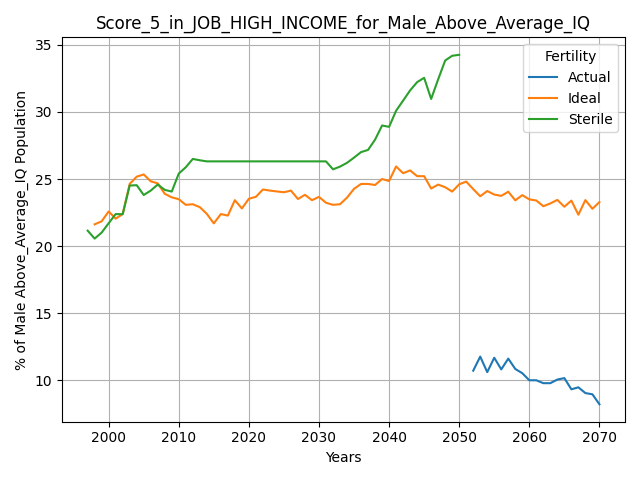 Score_5_in_JOB_HIGH_INCOME_for_Male_Above_Average_IQ
% of Male Above_Average_IQ Population
35
30
25
20
15
10
Fertility
Actual
Ideal
Sterile
2000 2010 2020 2030 2040 2050 2060 2070
Years